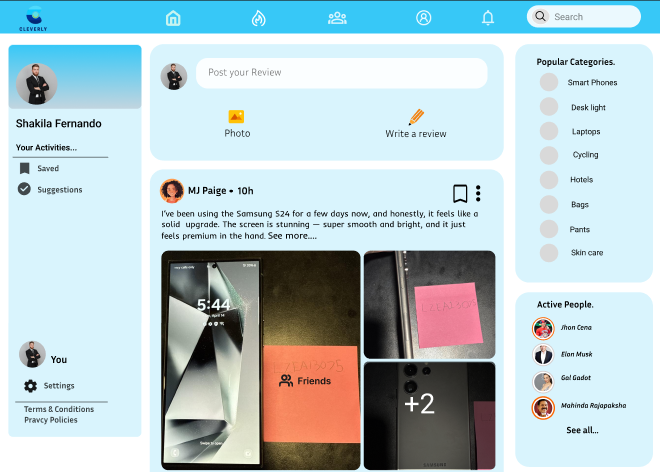 CLEVERLY
Search
Shakila Fernando
Your Activities...
Saved
Suggestions
You
Settings
Terms & Conditions
Pravcy Policies
Post your Review
Photo
Write a review
MJ Paige • 10h
I've been using the Samsung S24 for a few days now, and honestly, it feels like a
solid upgrade. The screen is stunning — super smooth and bright, and it just
feels premium in the hand. See more....
5:44
Friends
+2
SAMSUNG
Popular Categories.
Smart Phones
Desk light
Laptops
Cycling
Hotels
Bags
Pants
Skin care
Active People.
Jhon Cena
Elon Musk
Gal Gadot
Mahinda Rajapaksha
See all...